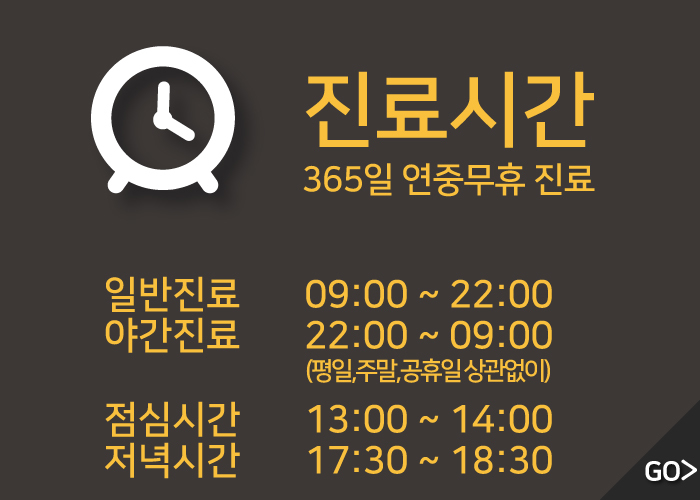 진료시간
365일 연중무휴 진료
일반진료 09:00 ~ 22:00
야간진료 22:00 ~ 09:00
(평일,주말,공휴일 상관없이)
점심시간 13:00 ~ 14:00
저녁시간 17:30 ~ 18:30
GO>